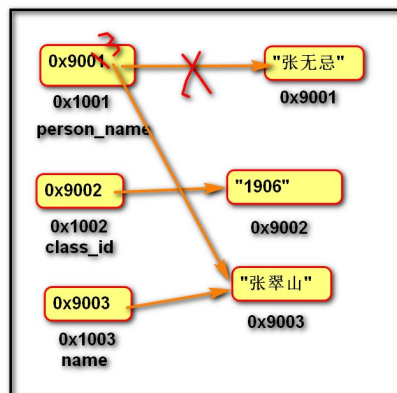 3
0x9001
"张无忌"
0x1001
0x9001
person_name
0x9002
"1906"
0x1002
0x9002
class_id
0x9003
"张翠山"
0x1003
0x9003
name